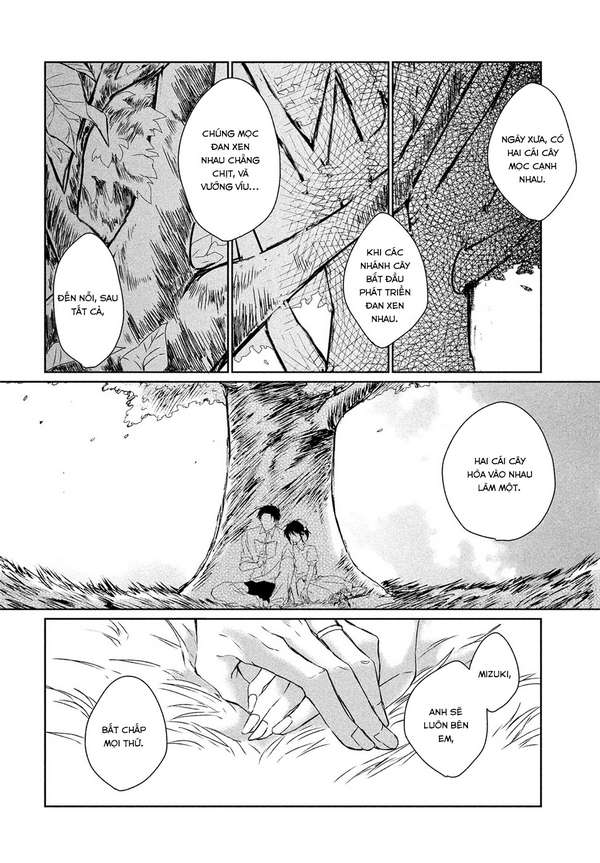 NGÀY XƯA, CÓ
HAI CÁI CÂY
MỌC CẠNH
NHAU.
KHI CÁC
NHÁNH CÂY
BẮT ĐẦU
PHÁT TRIỂN
ĐAN XEN
NHAU.
CHÚNG MỌC
ĐAN XEN
NHAU CHẰNG
CHỊT, VÀ
VƯỚNG VÍU...
ĐẾN NỖI, SAU
TẤT CẢ,
HAI CÁI CÂY
HÒA VÀO NHAU
LÀM MỘT.
MIZUKI,
ANH SẼ
LUÔN BÊN
EM,
BẤT CHẤP
MỌI THỨ.